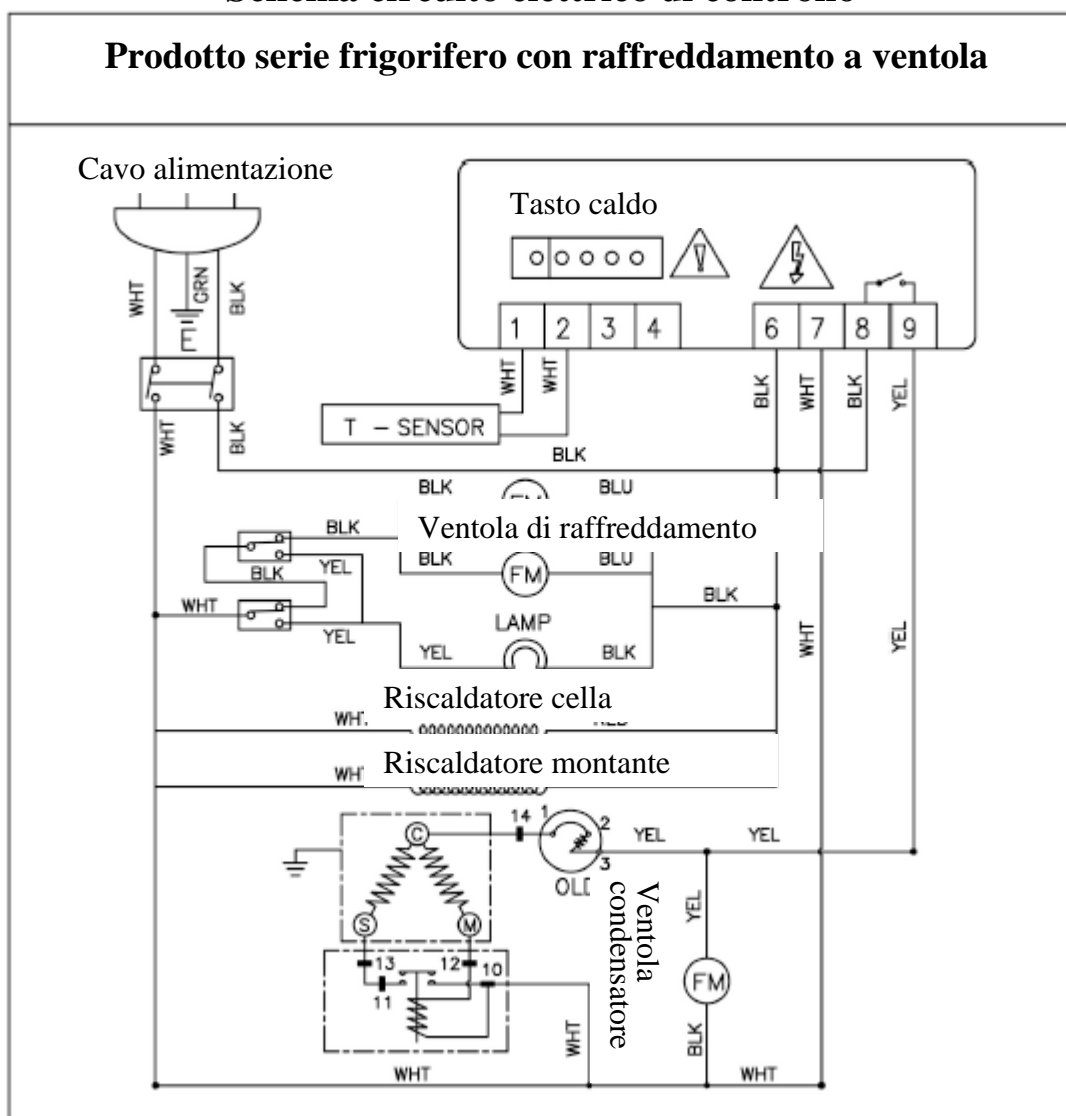 Prodotto serie frigorifero con raffreddamento a ventola
Cavo alimentazione
Tasto caldo
WHT
GRN
BLK
E
1 2 3 4 6 7 8 9
WHT
WHT
BLK
WHT
BLK
YEL
T - SENSOR
WHT
BLK
BLK
BLK
BLU
Ventola di raffreddamento
BLK
BLK
FM
BLU
YEL
BLK
BLK
WHT
LAMP
YEL
YEL
BLK
WHT
YEL
Riscaldatore cella
Riscaldatore montante
C
14
1
2
3
YEL
YEL
S
M
YEL
Ventola
condensatore
13
12
10
11
FM
WHT
BLK
WHT
WHT